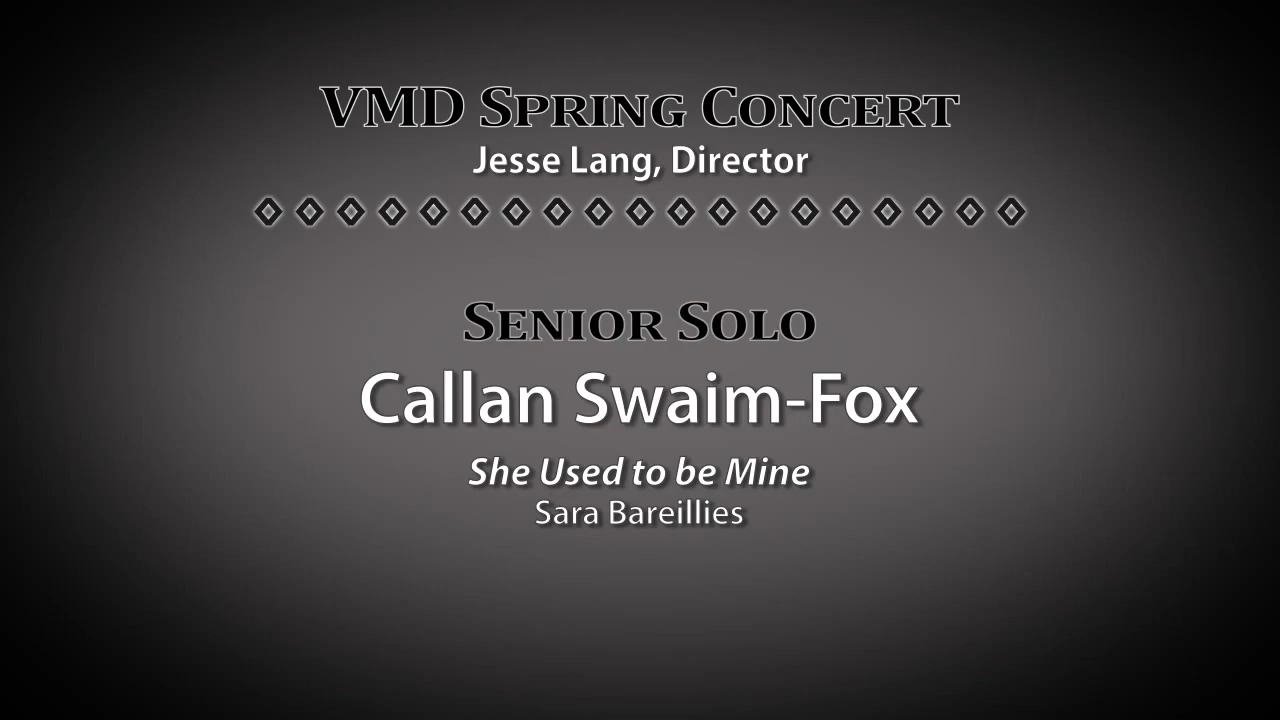 VMD Spring Concert
Jesse Lang, Director
Senior Solo
Callan Swaim-Fox
She Used to be Mine
Sara Bareillies